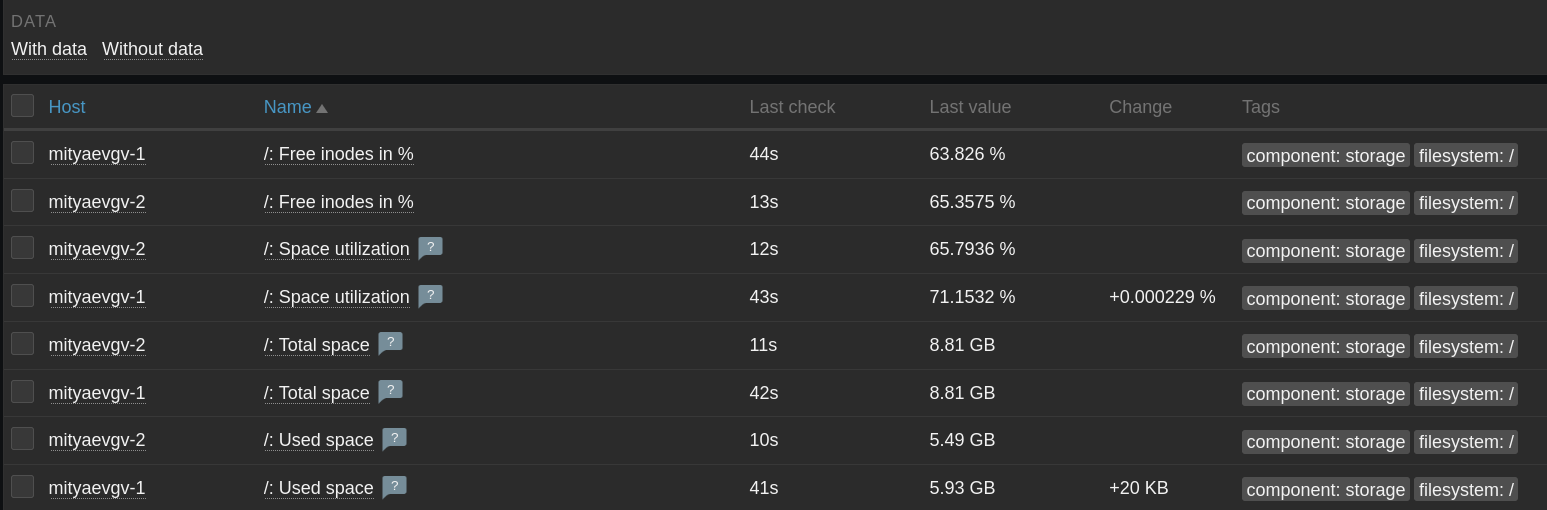 DATA
With data Without data
Host Name Last check Last value Change Tags
mityaevgv-1 /: Free inodes in % 44s 63.826 % component: storage filesystem: /
mityaevgv-2 /: Free inodes in % 13s 65.3575 % component: storage filesystem: /
mityaevgv-2 /: Space utilization ? 12s 65.7936 % component: storage filesystem: /
mityaevgv-1 /: Space utilization ? 43s 71.1532 % +0.000229 % component: storage filesystem: /
mityaevgv-2 /: Total space ? 11s 8.81 GB component: storage filesystem: /
mityaevgv-1 /: Total space ? 42s 8.81 GB component: storage filesystem: /
mityaevgv-2 /: Used space ? 10s 5.49 GB component: storage filesystem: /
mityaevgv-1 /: Used space ? 41s 5.93 GB +20 KB component: storage filesystem: /